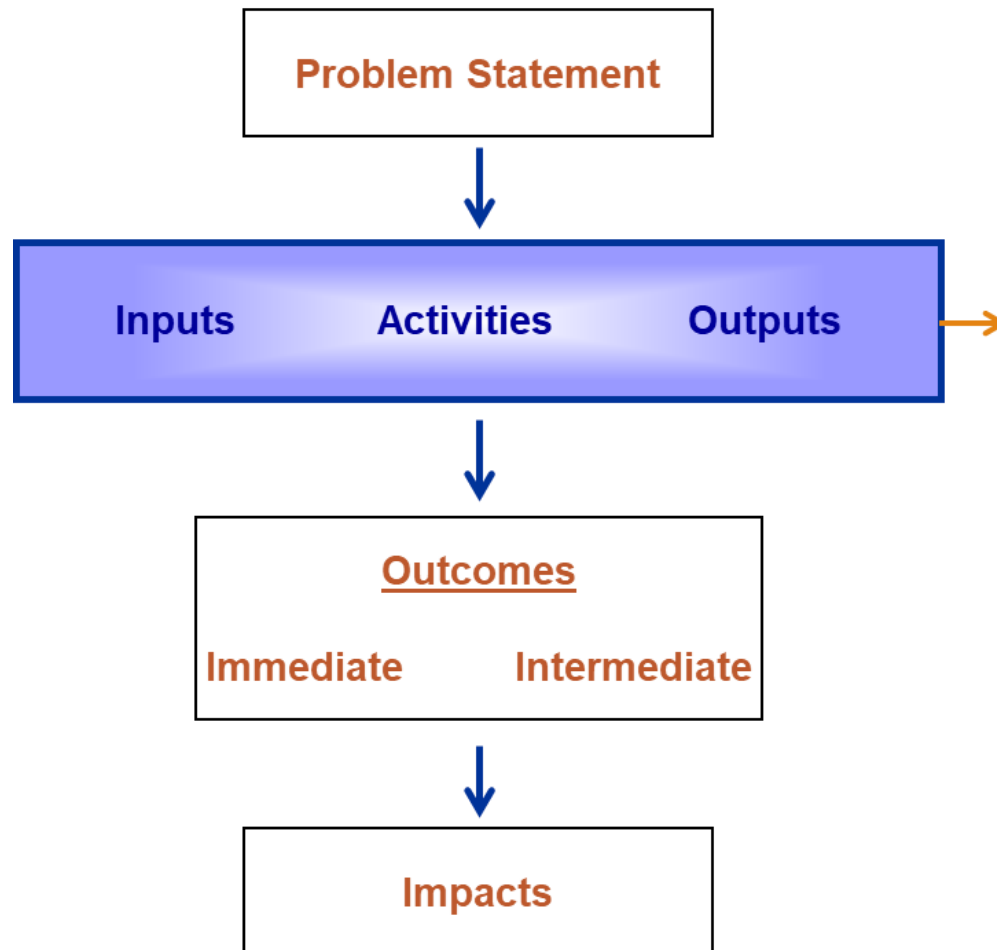 Problem Statement
Inputs Activities Outputs
Outcomes
Immediate Intermediate
Impacts